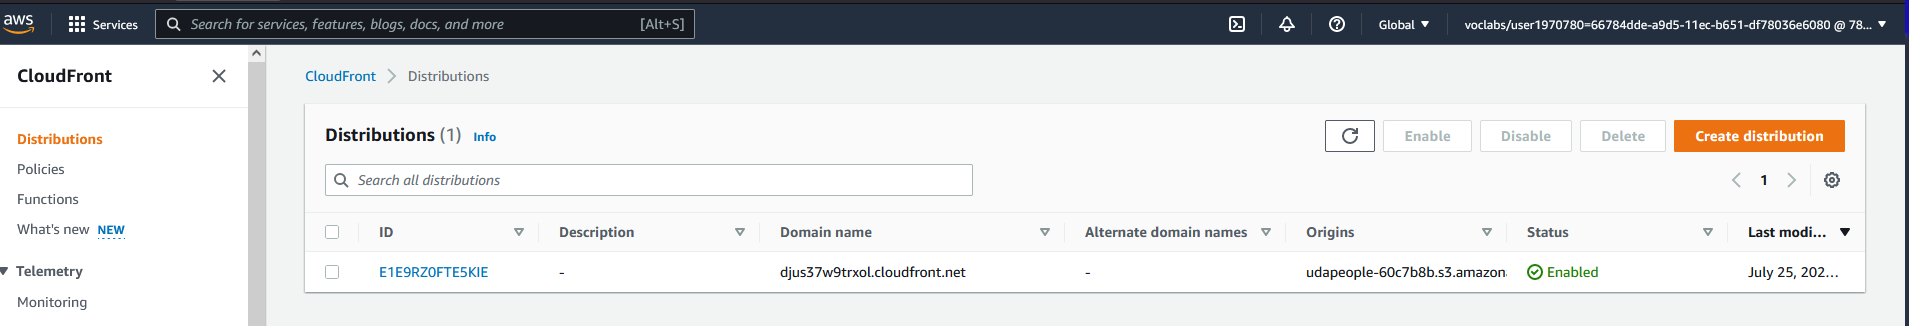 aws
Services
Search for services, features, blogs, docs, and more
[Alt+S]
Global
voclabs/user1970780=66784dde-a9d5-11ec-b651-df78036e6080 @ 78...
CloudFront
Distributions
Policies
Functions
What's new NEW
Telemetry
Monitoring
CloudFront
Distributions
Distributions (1) Info
Enable
Disable
Delete
Create distribution
Search all distributions
1
ID Description Domain name Alternate domain names Origins Status Last modi...
E1E9RZ0FTE5KIE - djus37w9trxol.cloudfront.net - udapeople-60c7b8b.s3.amazon Enabled July 25, 202...